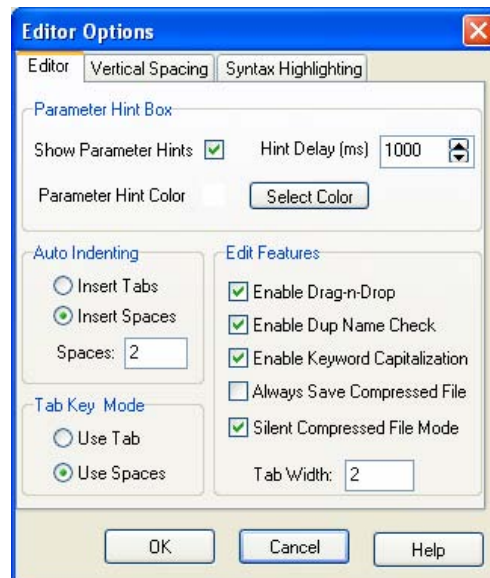 Editor Options
Editor Vertical Spacing Syntax Highlighting
Parameter Hint Box
Show Parameter Hints Hint Delay (ms) 1000
Parameter Hint Color Select Color
Auto Indenting
Insert Tabs
Insert Spaces
Spaces: 2
Tab Key Mode
Use Tab
Use Spaces
Edit Features
Enable Drag-n-Drop
Enable Dup Name Check
Enable Keyword Capitalization
Always Save Compressed File
Silent Compressed File Mode
Tab Width: 2
OK Cancel Help